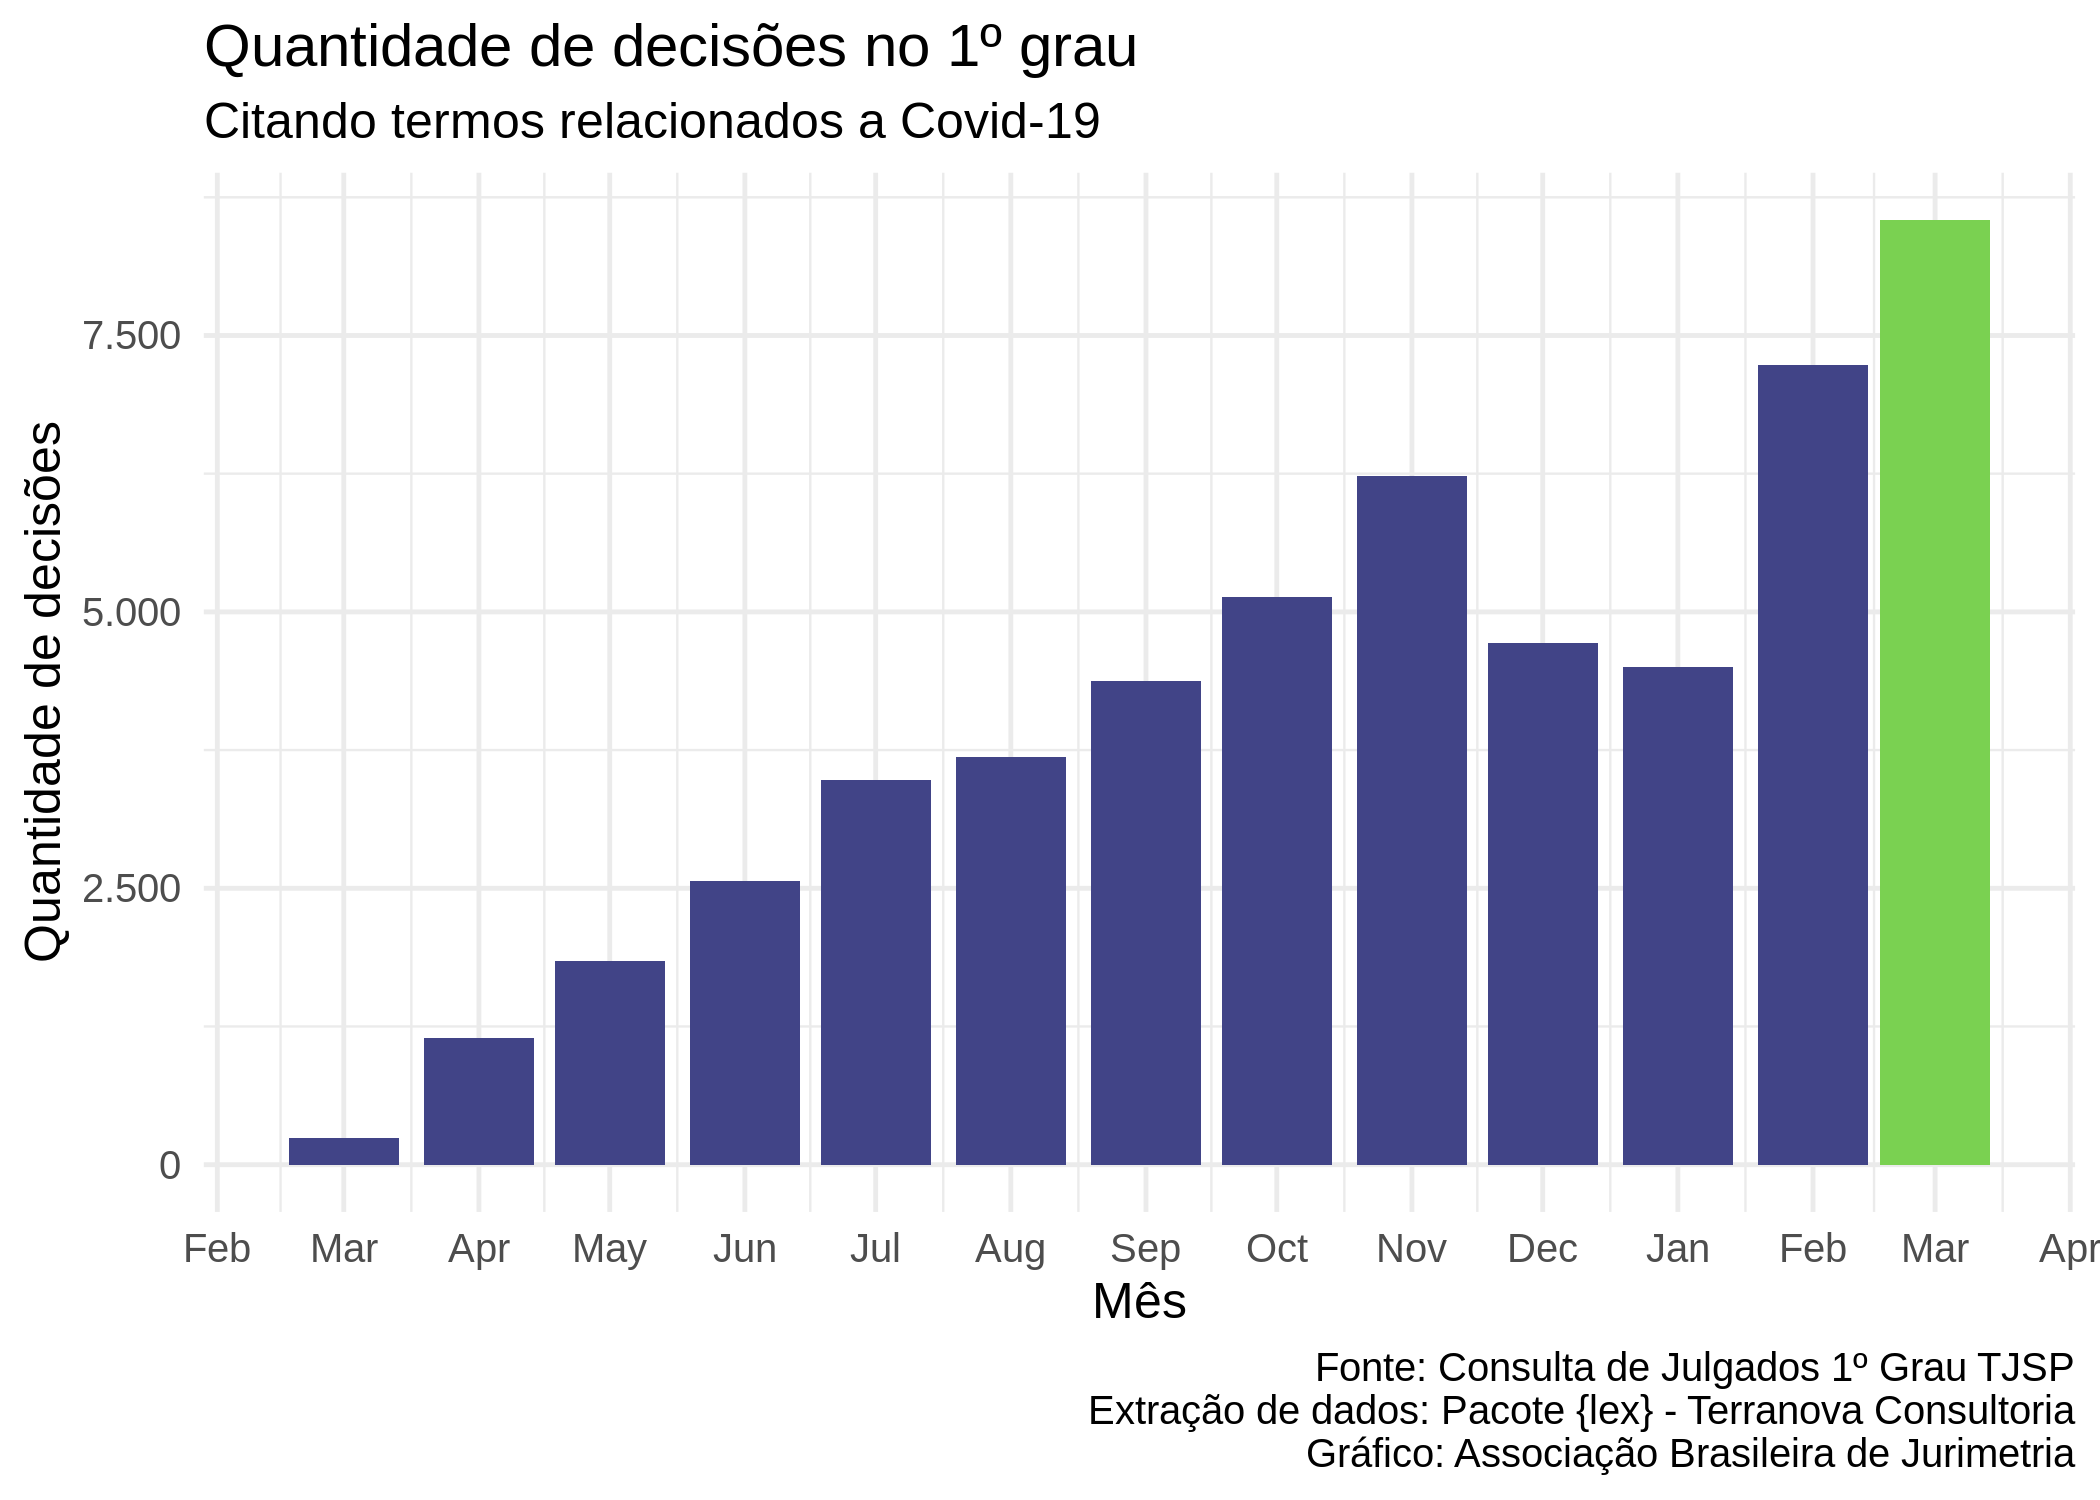 Quantidade de decisões no 1º grau
Citando termos relacionados a Covid-19
Quantidade de decisões
7.500
5.000
2.500
0
Feb Mar Apr May Jun Jul Aug Sep Oct Nov Dec Jan Feb Mar Apr
Mês
Fonte: Consulta de Julgados 1º Grau TJSP
Extração de dados: Pacote {lex} - Terranova Consultoria
Gráfico: Associação Brasileira de Jurimetria